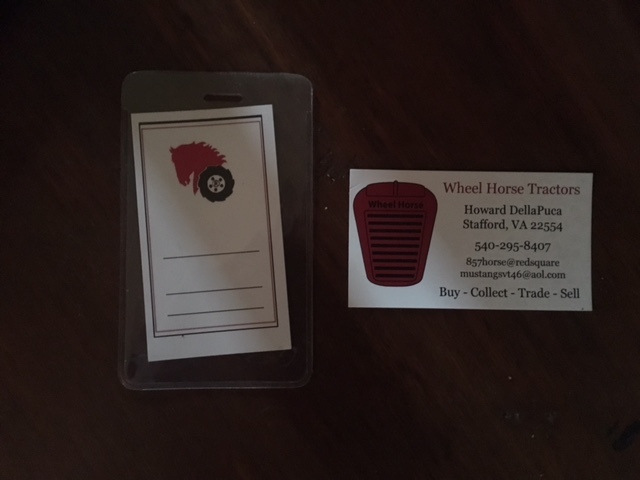 Wheel Horse
Wheel Horse Tractors
Howard DellaPuca
Stafford, VA 22554
540-295-8407
857horse@redsquare
mustangsvt46@aol.com
Buy - Collect - Trade - Sell